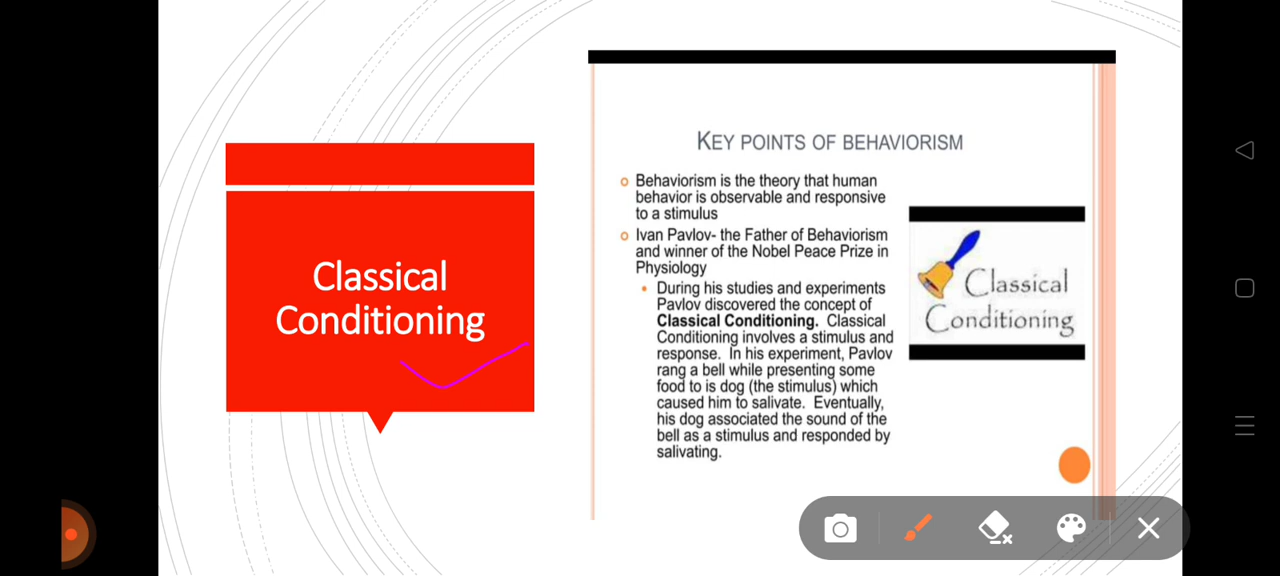 Classical
Conditioning
KEY POINTS OF BEHAVIORISM
Behaviorism is the theory that human
behavior is observable and responsive
to a stimulus
Ivan Pavlov- the Father of Behaviorism
and winner of the Nobel Peace Prize in
Physiology
During his studies and experiments
Pavlov discovered the concept of
Classical Conditioning. Classical
Conditioning involves a stimulus and
response. In his experiment, Pavlov
rang a bell while presenting some
food to is dog (the stimulus) which
caused him to salivate. Eventually,
his dog associated the sound of the
bell as a stimulus and responded by
salivating.
Classical
Conditioning